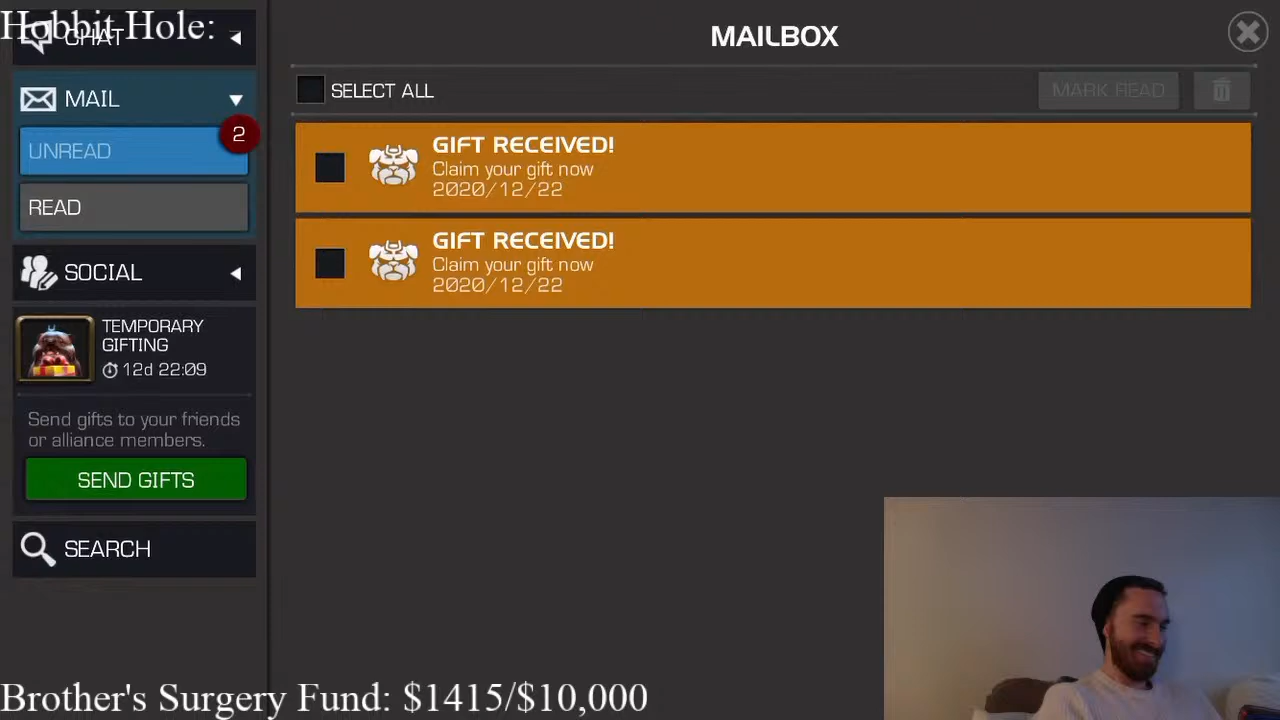 Hobbit Hole:
CHAT
MAILBOX
MAIL
SELECT ALL
MARK READ
2
UNREAD
READ
GIFT RECEIVED!
Claim your gift now
2020/12/22
GIFT RECEIVED!
Claim your gift now
2020/12/22
SOCIAL
TEMPORARY
GIFTING
12d 22:09
Send gifts to your friends
or alliance members.
SEND GIFTS
SEARCH
Brother's Surgery Fund: $1415/$10,000